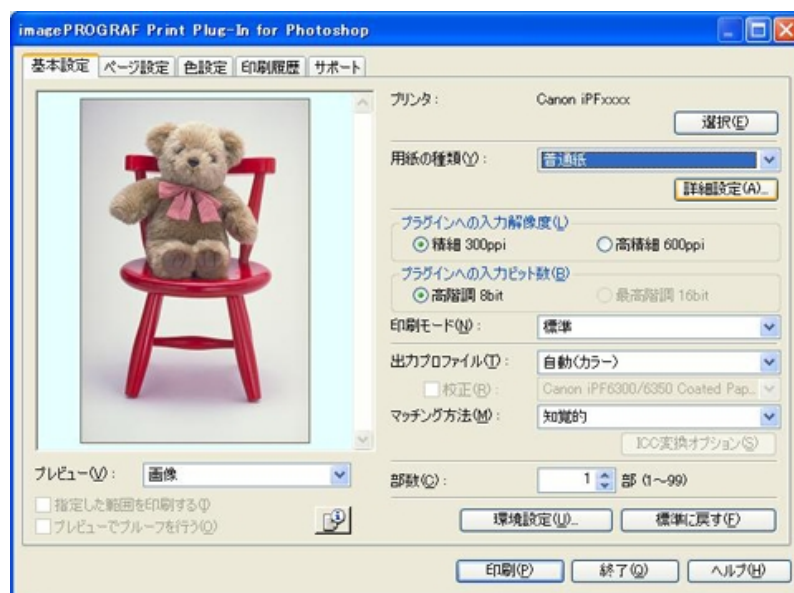 imagePROGRAF Print Plug-In for Photoshop
基本設定 ページ設定 色設定 印刷履歴 サポート
プリンタ： Canon iPFxxxx
選択(E)
用紙の種類(Y)： 普通紙
詳細設定(A)...
プラグインへの入力解像度(L)
精細 300ppi 高精細 600ppi
プラグインへの入力ビット数(B)
高階調 8bit 最高階調 16bit
印刷モード(N)： 標準
出力プロファイル(T)： 自動(カラー)
校正(R)： Canon iPF6300/6350 Coated Pap...
マッチング方法(M)： 知覚的
ICC変換オプション(S)
プレビュー(V)： 画像
部数(C)： 1 部 (1～99)
指定した範囲を印刷する(I)
プレビューでプルーフを行う(O)
環境設定(U)... 標準に戻す(F)
印刷(P) 終了(Q) ヘルプ(H)